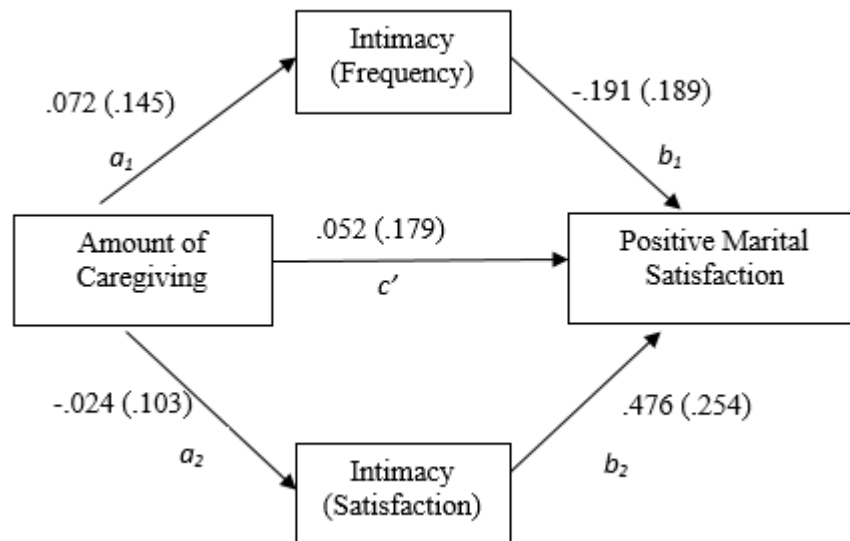 Intimacy
(Frequency)
.072 (.145)
-.191 (.189)
a₁
b₁
Amount of
Caregiving
.052 (.179)
c’
Positive Marital
Satisfaction
-.024 (.103)
.476 (.254)
a₂
b₂
Intimacy
(Satisfaction)